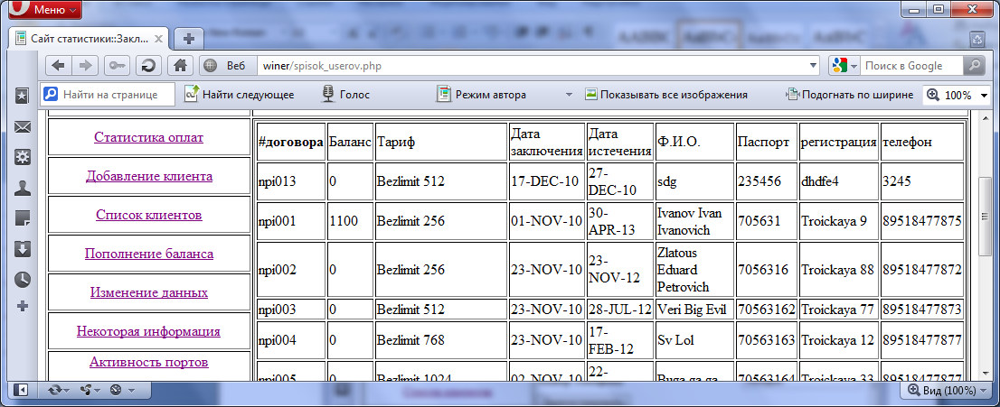 Меню
Сайт статистики::Закл...
Веб winer/spisok_userov.php Поиск в Google
Найти на странице Найти следующее Голос Режим автора Показывать все изображения Подогнать по ширине 100%
Статистика оплат
Добавление клиента
Список клиентов
Пополнение баланса
Изменение данных
Некоторая информация
Активность портов
#договора Баланс Тариф Дата заключения Дата истечения Ф.И.О. Паспорт регистрация телефон
npi013 0 Bezlimit 512 17-DEC-10 27-DEC-10 sdg 235456 dhdfe4 3245
npi001 1100 Bezlimit 256 01-NOV-10 30-APR-13 Ivanov Ivan Ivanovich 705631 Troickaya 9 89518477875
npi002 0 Bezlimit 256 23-NOV-10 23-NOV-12 Zlatous Eduard Petrovich 7056316 Troickaya 88 89518477872
npi003 0 Bezlimit 512 23-NOV-10 28-JUL-12 Veri Big Evil 70563162 Troickaya 77 89518477873
npi004 0 Bezlimit 768 23-NOV-10 17-FEB-12 Sv Lol 70563163 Troickaya 12 89518477877
npi005 0 Bezlimit 1024 02-NOV-10 22- Buga ga ga 70563164 Troickaya 33 89518477877
Вид (100%)